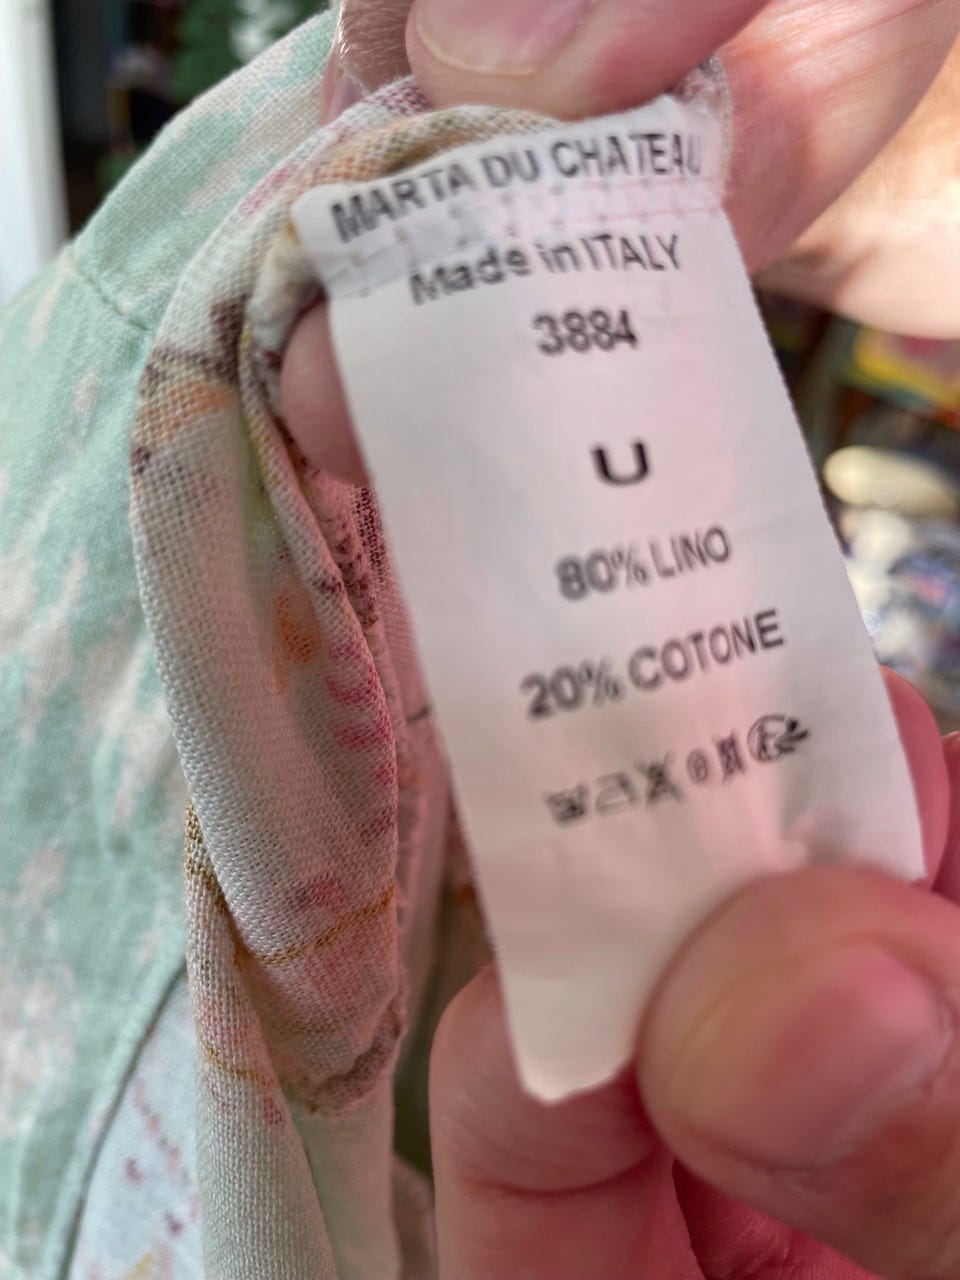 MARTA DU CHATEAU
Made in ITALY
3884
U
80% LINO
20% COTONE